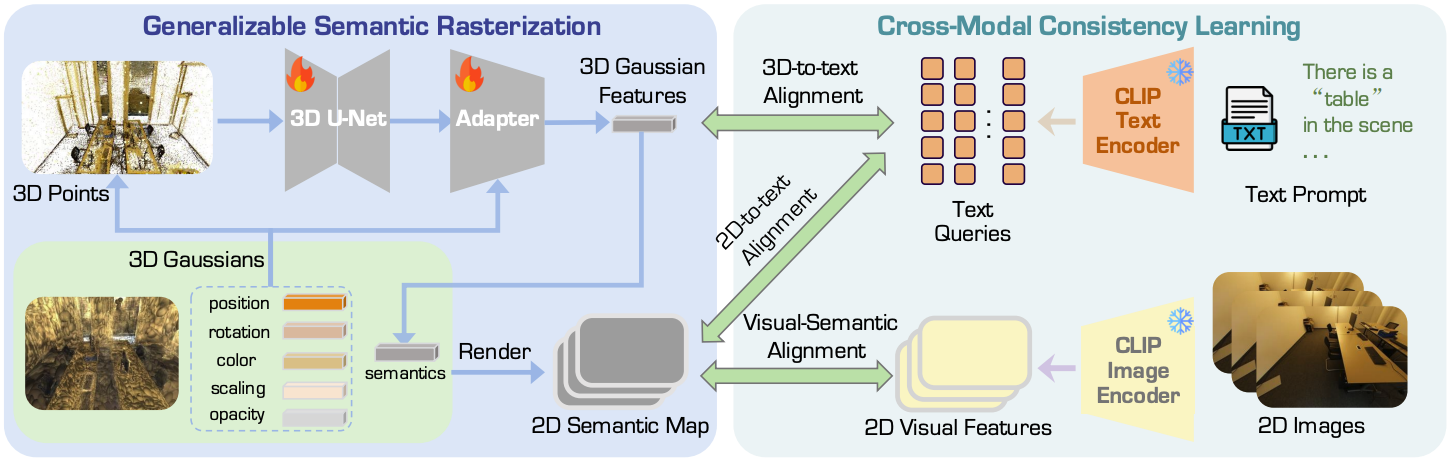 Generalizable Semantic Rasterization
3D Points
3D U-Net
Adapter
3D Gaussian
Features
3D Gaussians
position
rotation
color
scaling
opacity
semantics
Render
2D Semantic Map
Cross-Modal Consistency Learning
3D-to-text
Alignment
2D-to-text
Alignment
Visual-Semantic
Alignment
Text
Queries
CLIP
Text
Encoder
TXT
There is a
“table”
in the scene
...
Text Prompt
2D Visual Features
CLIP
Image
Encoder
2D Images